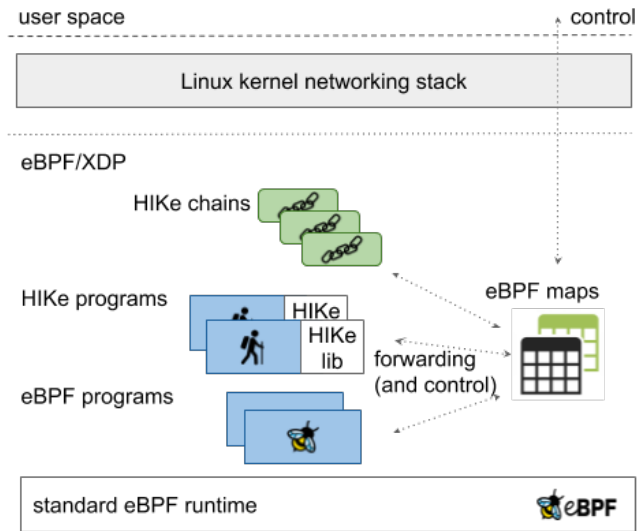 user space
control
Linux kernel networking stack
eBPF/XDP
HIKe chains
HIKe programs
HIKe
HIKe
lib
eBPF maps
forwarding
(and control)
eBPF programs
standard eBPF runtime
eBPF